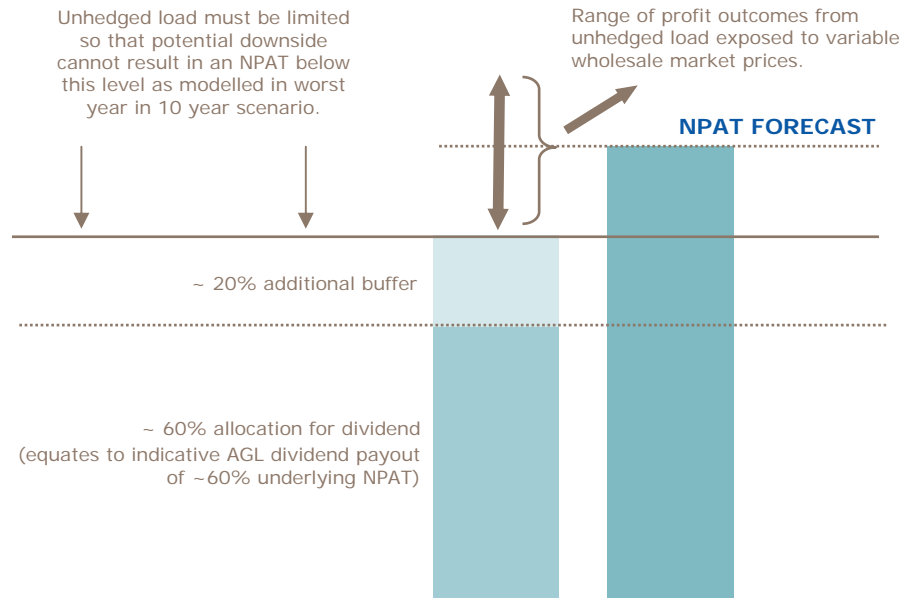 Unhedged load must be limited
so that potential downside
cannot result in an NPAT below
this level as modelled in worst
year in 10 year scenario.
Range of profit outcomes from
unhedged load exposed to variable
wholesale market prices.
NPAT FORECAST
~ 20% additional buffer
~ 60% allocation for dividend
(equates to indicative AGL dividend payout
of ~60% underlying NPAT)